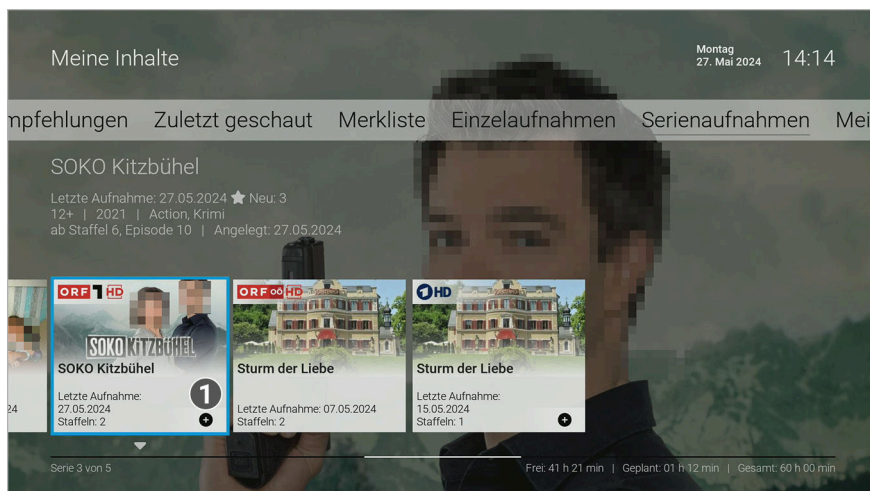 Meine Inhalte
Montag
27. Mai 2024
14:14
mpfehlungen Zuletzt geschaut Merkliste Einzelaufnahmen Serienaufnahmen Mei
SOKO Kitzbühel
Letzte Aufnahme: 27.05.2024 ★ Neu: 3
12+ | 2021 | Action, Krimi
ab Staffel 6, Episode 10 | Angelegt: 27.05.2024
24
ORF 1 HD
SOKO KITZBÜHEL
SOKO Kitzbühel
Letzte Aufnahme:
27.05.2024
Staffeln: 2
1
ORF OÖ HD
Sturm der Liebe
Letzte Aufnahme: 07.05.2024
Staffeln: 2
1 HD
Sturm der Liebe
Letzte Aufnahme:
15.05.2024
Staffeln: 1
Serie 3 von 5
Frei: 41 h 21 min | Geplant: 01 h 12 min | Gesamt: 60 h 00 min